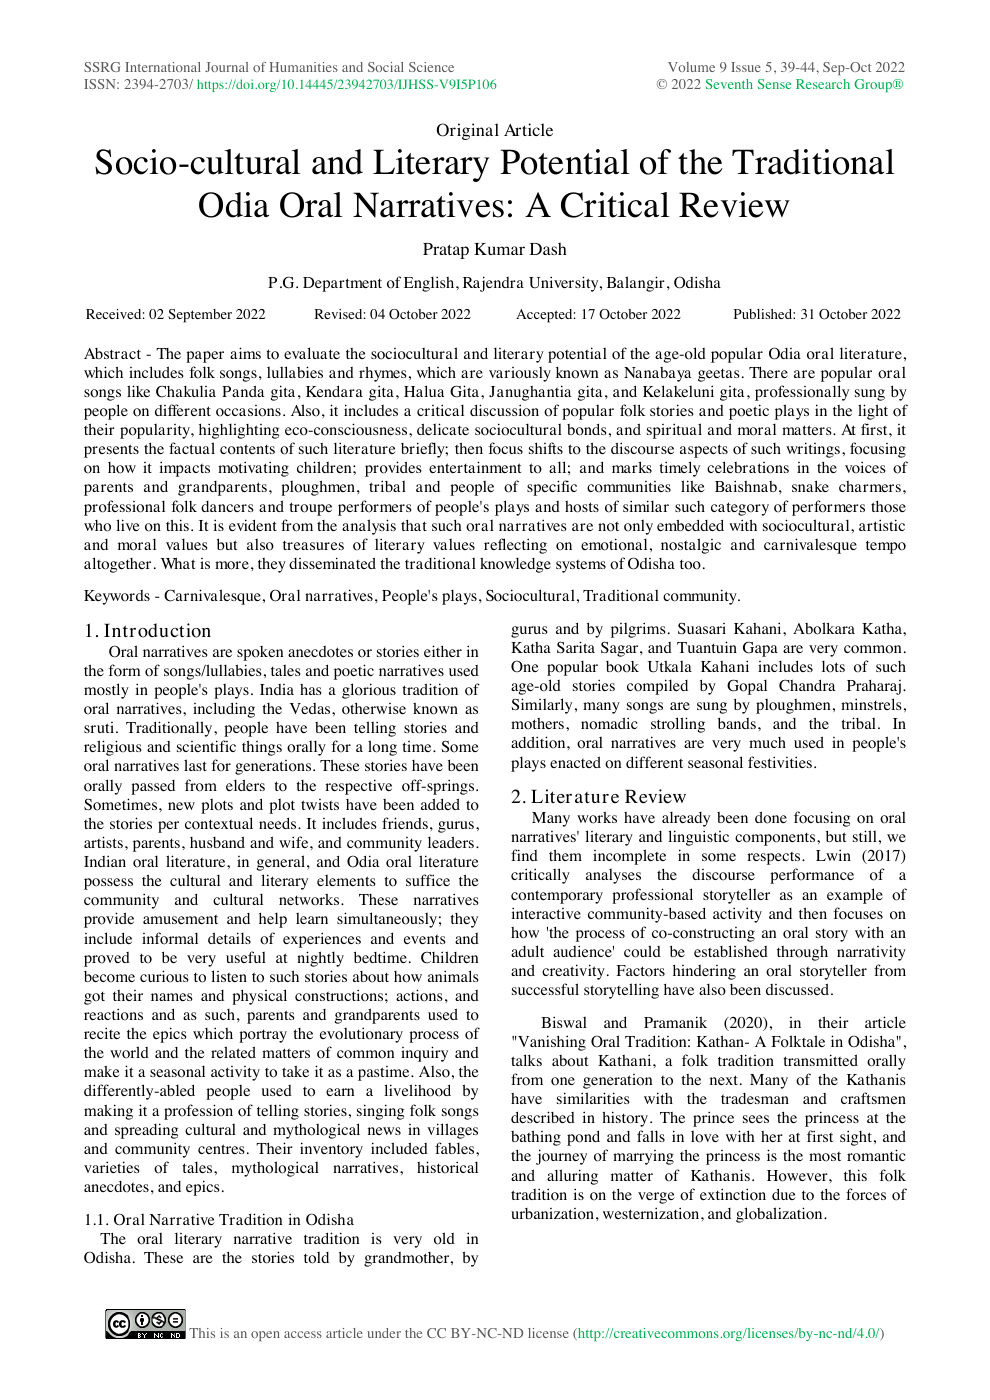 SSRG International Journal of Humanities and Social Science
Volume 9 Issue 5, 39-44, Sep-Oct 2022
ISSN: 2394-2703/ https://doi.org/10.14445/23942703/IJHSS-V9I5P106
© 2022 Seventh Sense Research Group®
Original Article
Socio-cultural and Literary Potential of the Traditional
Odia Oral Narratives: A Critical Review
Pratap Kumar Dash
P.G. Department of English, Rajendra University, Balangir, Odisha
Received: 02 September 2022 Revised: 04 October 2022 Accepted: 17 October 2022 Published: 31 October 2022
Abstract - The paper aims to evaluate the sociocultural and literary potential of the age-old popular Odia oral literature,
which includes folk songs, lullabies and rhymes, which are variously known as Nanabaya geetas. There are popular oral
songs like Chakulia Panda gita, Kendara gita, Halua Gita, Janughantia gita, and Kelakeluni gita, professionally sung by
people on different occasions. Also, it includes a critical discussion of popular folk stories and poetic plays in the light of
their popularity, highlighting eco-consciousness, delicate sociocultural bonds, and spiritual and moral matters. At first, it
presents the factual contents of such literature briefly; then focus shifts to the discourse aspects of such writings, focusing
on how it impacts motivating children; provides entertainment to all; and marks timely celebrations in the voices of
parents and grandparents, ploughmen, tribal and people of specific communities like Baishnab, snake charmers,
professional folk dancers and troupe performers of people's plays and hosts of similar such category of performers those
who live on this. It is evident from the analysis that such oral narratives are not only embedded with sociocultural, artistic
and moral values but also treasures of literary values reflecting on emotional, nostalgic and carnivalesque tempo
altogether. What is more, they disseminated the traditional knowledge systems of Odisha too.
Keywords - Carnivalesque, Oral narratives, People's plays, Sociocultural, Traditional community.
1. Introduction
Oral narratives are spoken anecdotes or stories either in
the form of songs/lullabies, tales and poetic narratives used
mostly in people's plays. India has a glorious tradition of
oral narratives, including the Vedas, otherwise known as
sruti. Traditionally, people have been telling stories and
religious and scientific things orally for a long time. Some
oral narratives last for generations. These stories have been
orally passed from elders to the respective off-springs.
Sometimes, new plots and plot twists have been added to
the stories per contextual needs. It includes friends, gurus,
artists, parents, husband and wife, and community leaders.
Indian oral literature, in general, and Odia oral literature
possess the cultural and literary elements to suffice the
community and cultural networks. These narratives
provide amusement and help learn simultaneously; they
include informal details of experiences and events and
proved to be very useful at nightly bedtime. Children
become curious to listen to such stories about how animals
got their names and physical constructions; actions, and
reactions and as such, parents and grandparents used to
recite the epics which portray the evolutionary process of
the world and the related matters of common inquiry and
make it a seasonal activity to take it as a pastime. Also, the
differently-abled people used to earn a livelihood by
making it a profession of telling stories, singing folk songs
and spreading cultural and mythological news in villages
and community centres. Their inventory included fables,
varieties of tales, mythological narratives, historical
anecdotes, and epics.
1.1. Oral Narrative Tradition in Odisha
The oral literary narrative tradition is very old in
Odisha. These are the stories told by grandmother, by
gurus and by pilgrims. Suasari Kahani, Abolkara Katha,
Katha Sarita Sagar, and Tuantuin Gapa are very common.
One popular book Utkala Kahani includes lots of such
age-old stories compiled by Gopal Chandra Praharaj.
Similarly, many songs are sung by ploughmen, minstrels,
mothers, nomadic strolling bands, and the tribal. In
addition, oral narratives are very much used in people's
plays enacted on different seasonal festivities.
2. Literature Review
Many works have already been done focusing on oral
narratives' literary and linguistic components, but still, we
find them incomplete in some respects. Lwin (2017)
critically analyses the discourse performance of a
contemporary professional storyteller as an example of
interactive community-based activity and then focuses on
how 'the process of co-constructing an oral story with an
adult audience' could be established through narrativity
and creativity. Factors hindering an oral storyteller from
successful storytelling have also been discussed.
Biswal and Pramanik (2020), in their article
"Vanishing Oral Tradition: Kathan- A Folktale in Odisha",
talks about Kathani, a folk tradition transmitted orally
from one generation to the next. Many of the Kathanis
have similarities with the tradesman and craftsmen
described in history. The prince sees the princess at the
bathing pond and falls in love with her at first sight, and
the journey of marrying the princess is the most romantic
and alluring matter of Kathanis. However, this folk
tradition is on the verge of extinction due to the forces of
urbanization, westernization, and globalization.
cc BY NC ND This is an open access article under the CC BY-NC-ND license (http://creativecommons.org/licenses/by-nc-nd/4.0/)